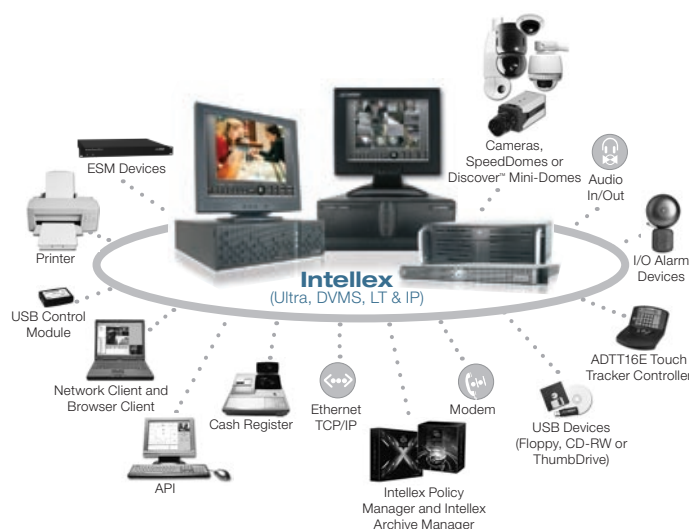 Cameras,
SpeedDomes or
Discover™ Mini-Domes
ESM Devices
Audio
In/Out
Printer
I/O Alarm
Devices
Intellex
(Ultra, DVMS, LT & IP)
USB Control
Module
ADTT16E Touch
Tracker Controller
Network Client and
Browser Client
Cash Register
Ethernet
TCP/IP
Modem
USB Devices
(Floppy, CD-RW or
ThumbDrive)
API
Intellex Policy
Manager and Intellex
Archive Manager